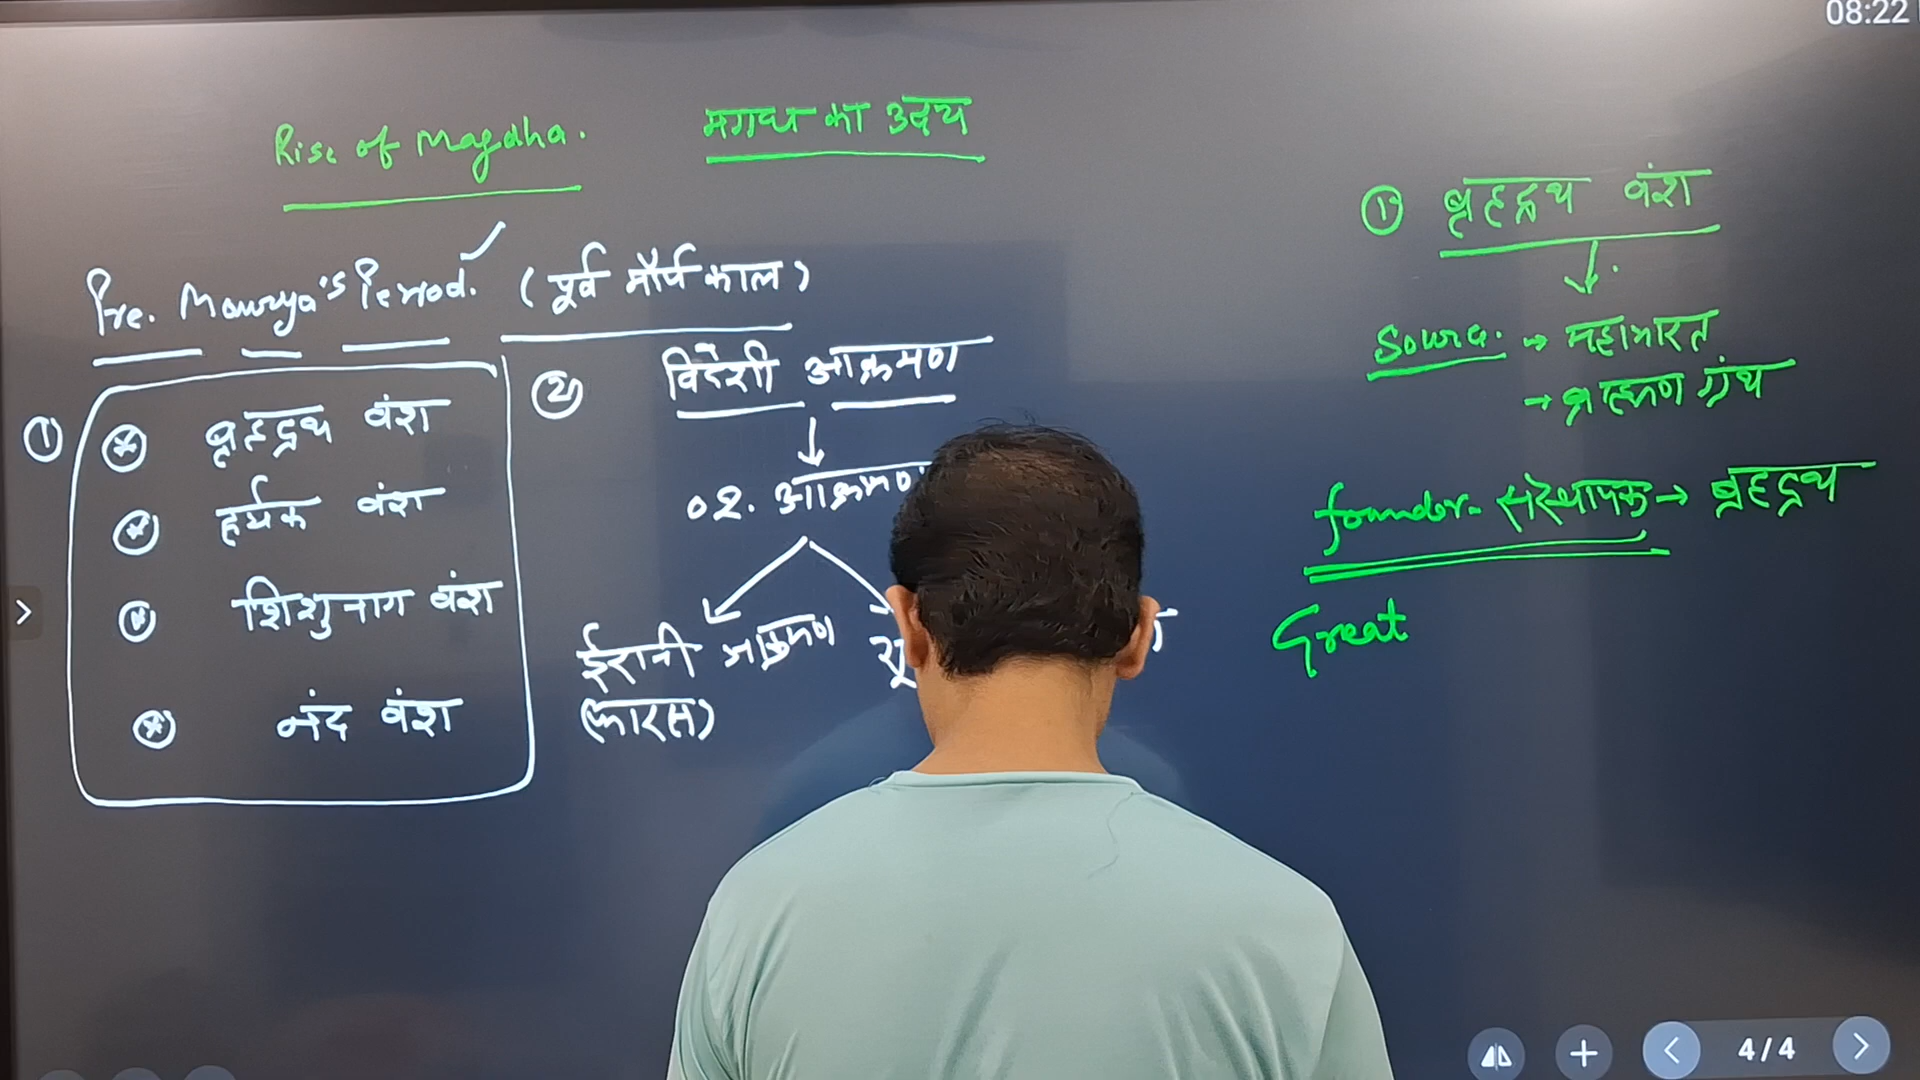 08:22
Rise of Magdha. मगध का उदय
Pre. Maurya's Period. (पूर्व मौर्य काल)
① बृहद्रथ वंश
हर्यक वंश
शिशुनाग वंश
नंद वंश
② विदेशी आक्रमण
02. आक्रमण
ईरानी आक्रमण
(फारस)
① बृहद्रथ वंश
Source. → महाभारत
→ ब्राह्मण ग्रंथ
founder - संस्थापक → बृहद्रथ
Great
4/4